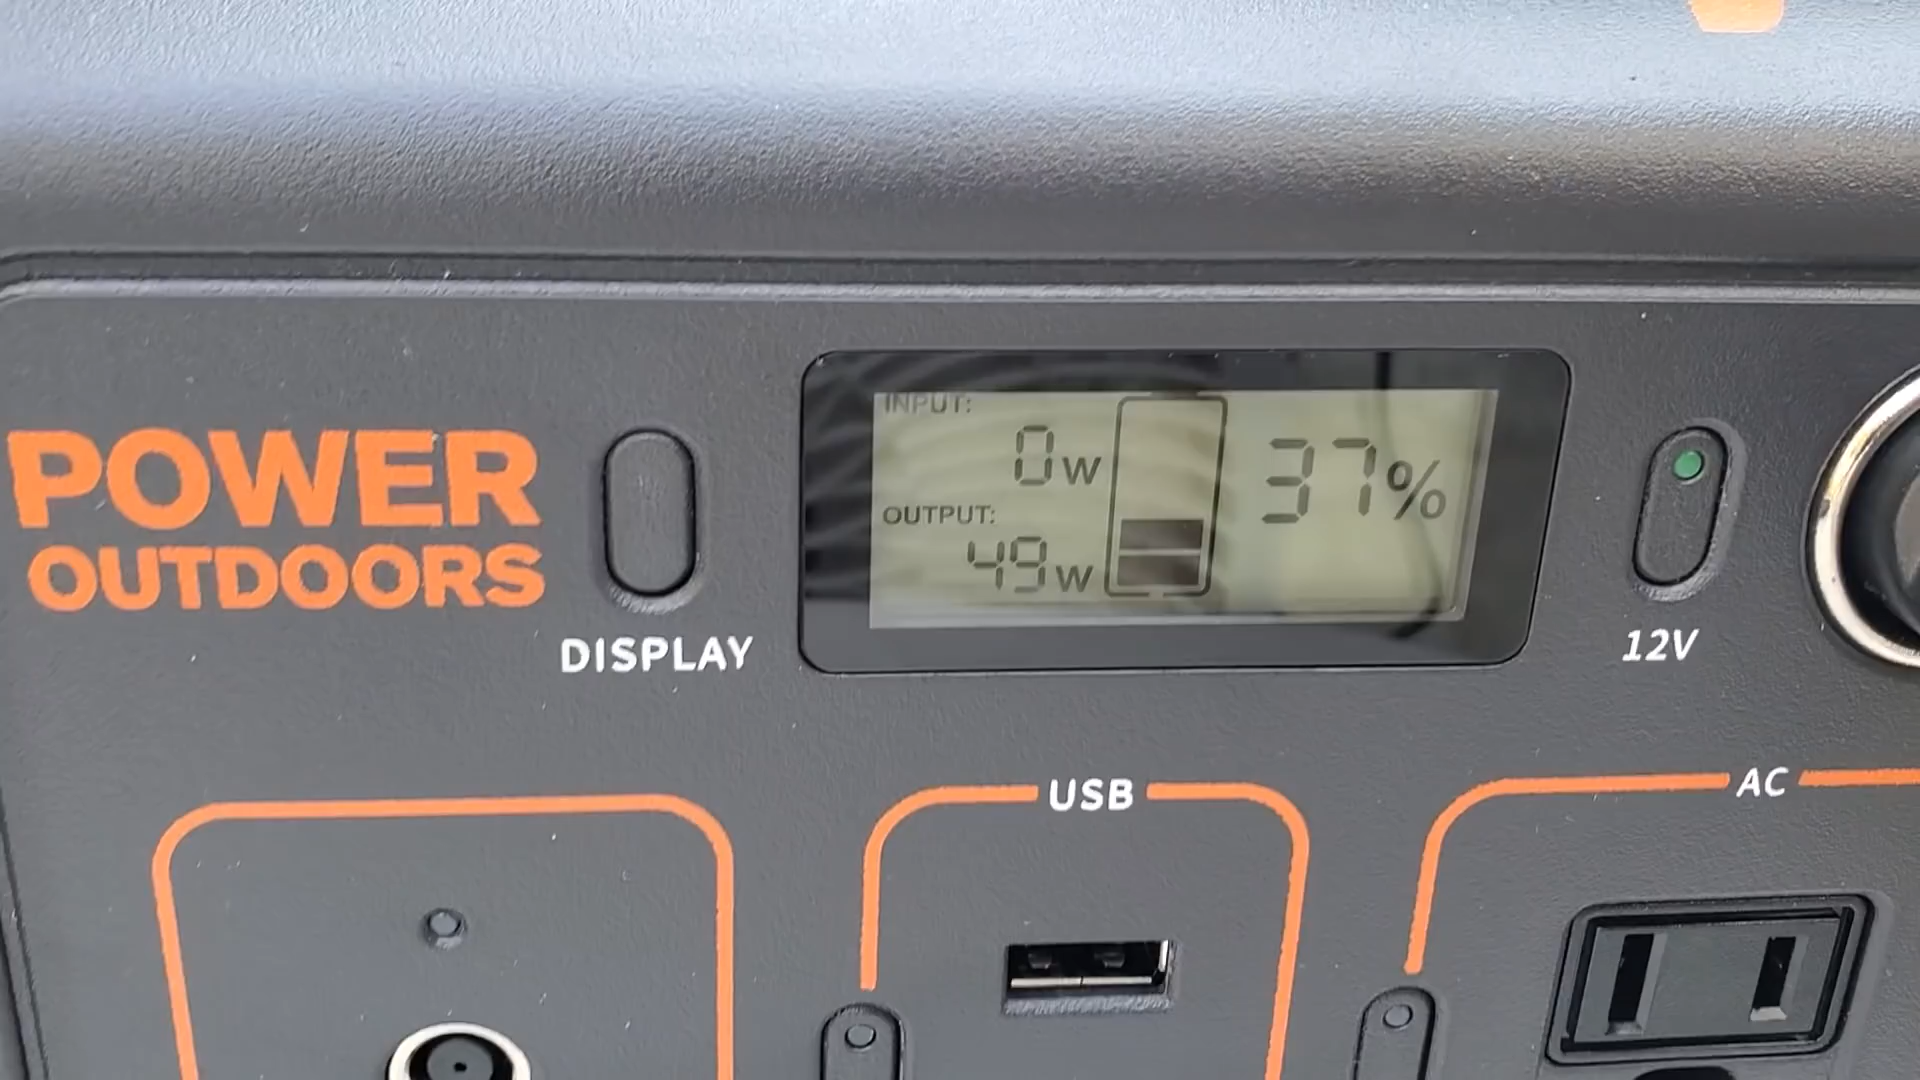 POWER
OUTDOORS
DISPLAY
INPUT:
0w
OUTPUT:
49w
37%
12V
USB
AC